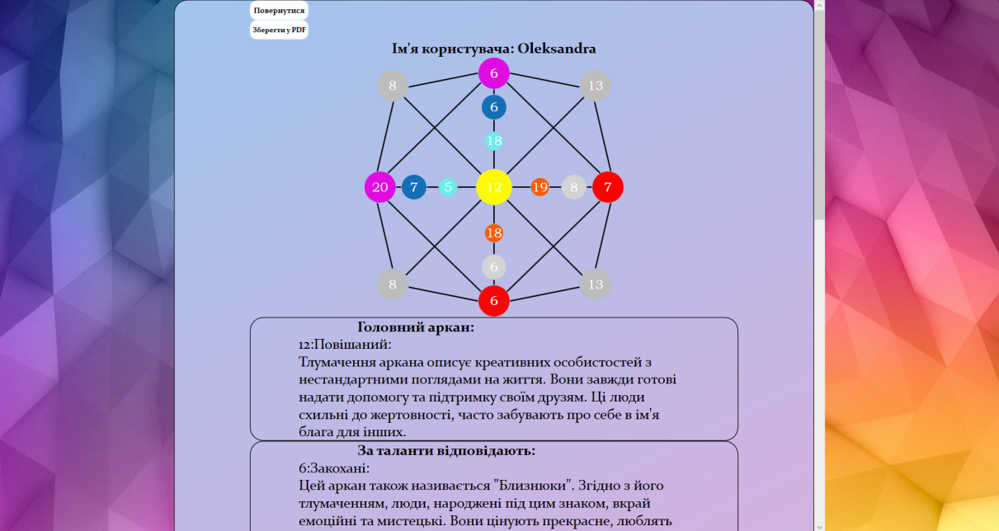 Повернутися
Зберегти у PDF
Ім'я користувача: Oleksandra
8
6
13
6
18
20
7
5
12
19
8
7
18
6
8
6
13
Головний аркан:
12:Повішаний:
Тлумачення аркана описує креативних особистостей з
нестандартними поглядами на життя. Вони завжди готові
надати допомогу та підтримку своїм друзям. Ці люди
схильні до жертовності, часто забувають про себе в ім'я
блага для інших.
За таланти відповідають:
6:Закохані:
Цей аркан також називається "Близнюки". Згідно з його
тлумаченням, люди, народжені під цим знаком, вкрай
емоційні та мистецькі. Вони цінують прекрасне, люблять